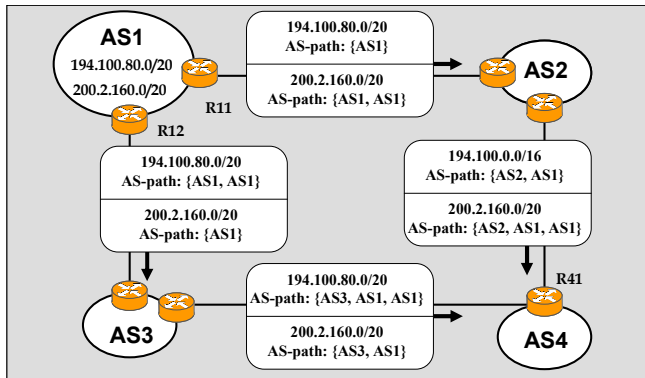 AS1
194.100.80.0/20
200.2.160.0/20
R11
R12
194.100.80.0/20
AS-path: {AS1}
200.2.160.0/20
AS-path: {AS1, AS1}
AS2
194.100.80.0/20
AS-path: {AS1, AS1}
200.2.160.0/20
AS-path: {AS1}
194.100.0.0/16
AS-path: {AS2, AS1}
200.2.160.0/20
AS-path: {AS2, AS1, AS1}
AS3
194.100.80.0/20
AS-path: {AS3, AS1, AS1}
200.2.160.0/20
AS-path: {AS3, AS1}
R41
AS4